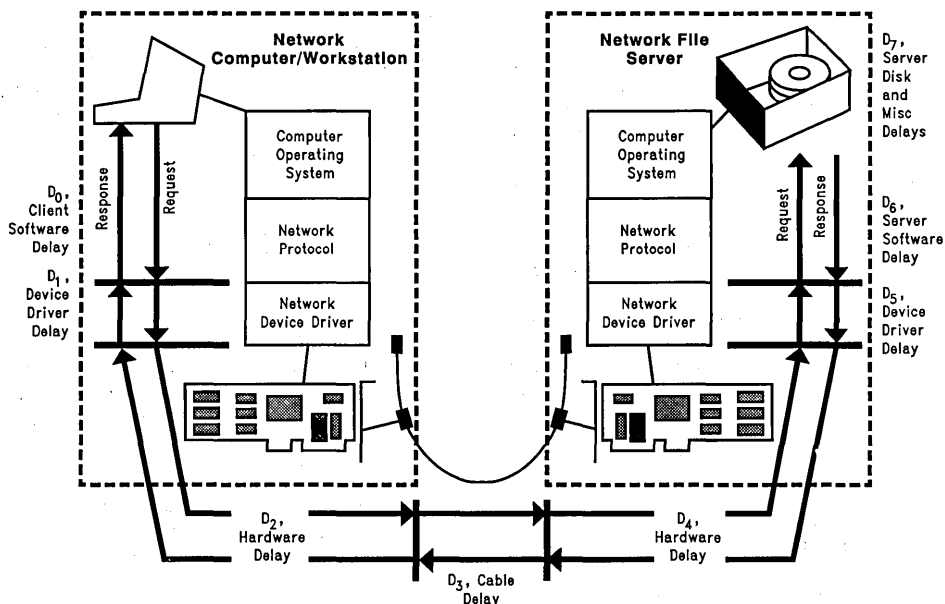 Network
Computer/Workstation
Computer
Operating
System
Network
Protocol
Network
Device Driver
Response
Request
D0,
Client
Software
Delay
D1,
Device
Driver
Delay
D2,
Hardware
Delay
D3, Cable
Delay
Network File
Server
Computer
Operating
System
Network
Protocol
Network
Device Driver
Request
Response
D4,
Hardware
Delay
D7,
Server
Disk
and
Misc
Delays
D6,
Server
Software
Delay
D5,
Device
Driver
Delay